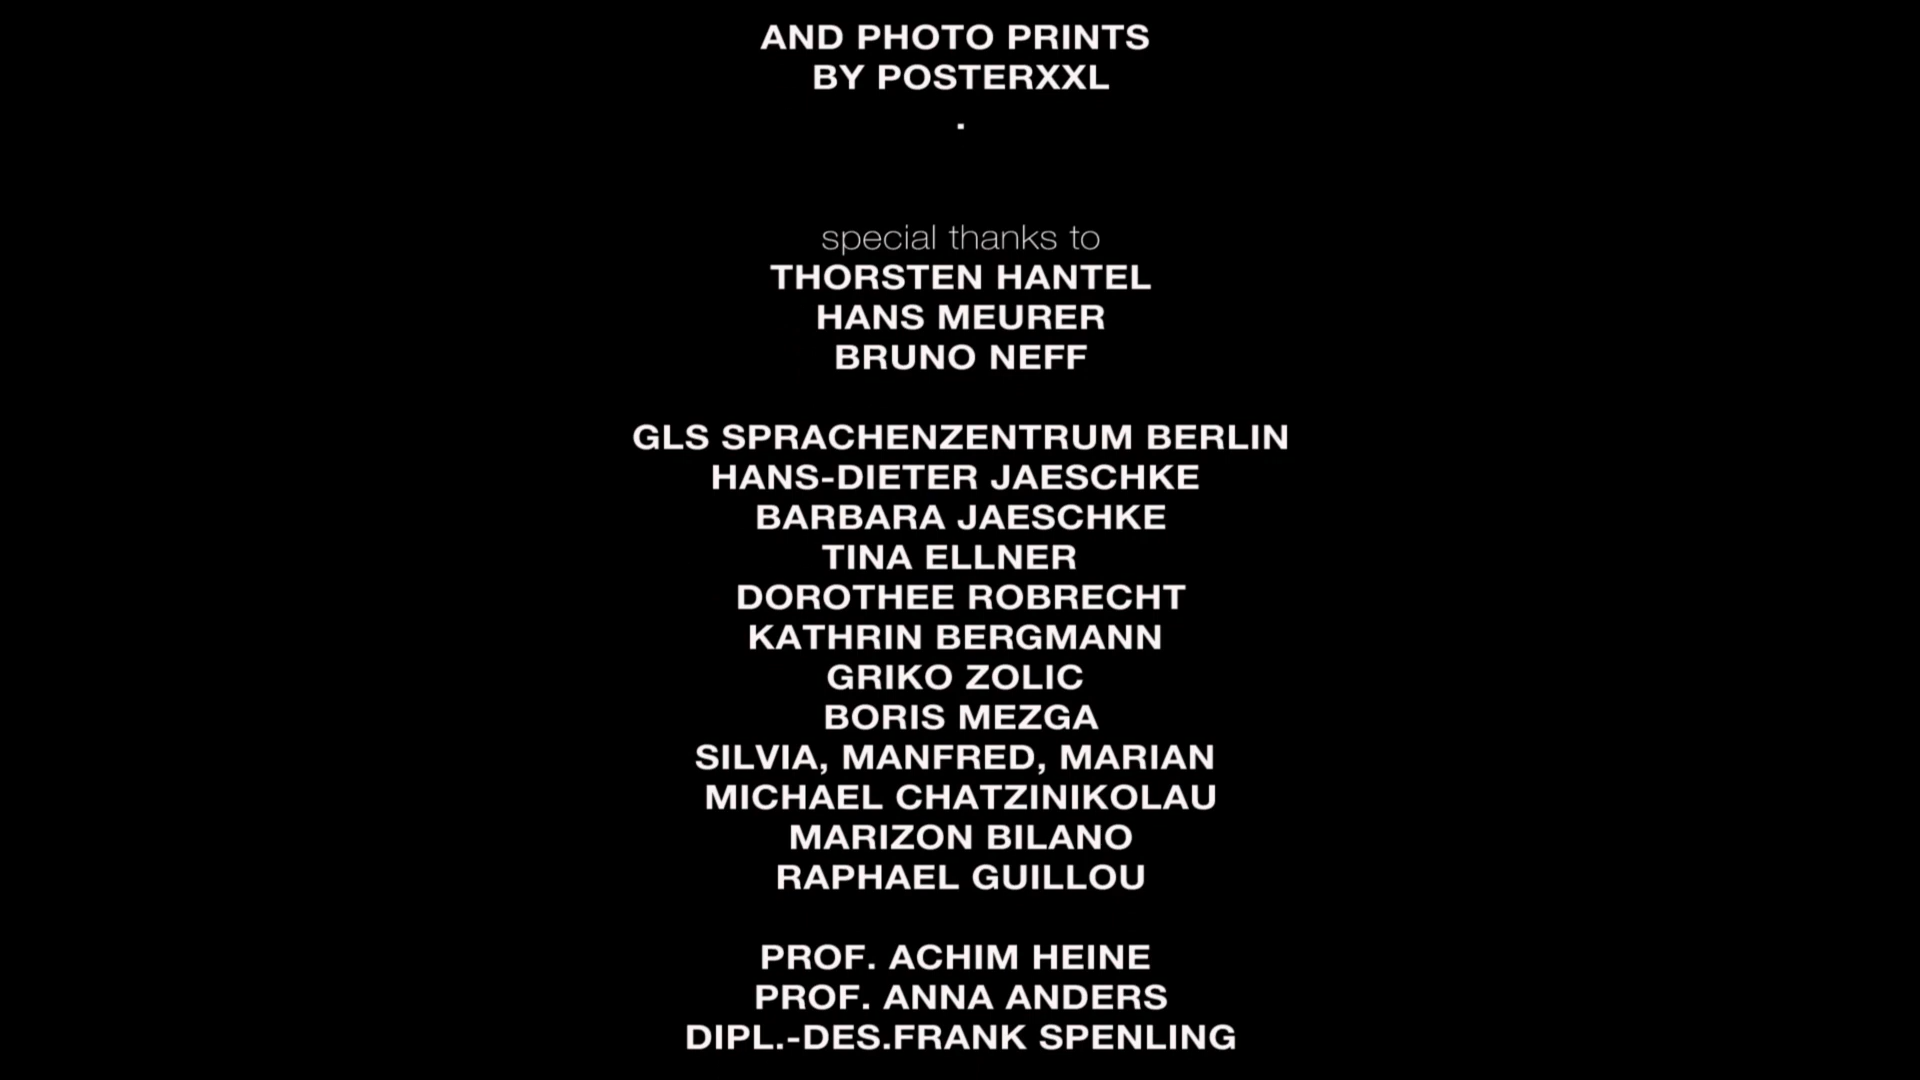 AND PHOTO PRINTS
BY POSTERXXL
.
special thanks to
THORSTEN HANTEL
HANS MEURER
BRUNO NEFF
GLS SPRACHENZENTRUM BERLIN
HANS-DIETER JAESCHKE
BARBARA JAESCHKE
TINA ELLNER
DOROTHEE ROBRECHT
KATHRIN BERGMANN
GRIKO ZOLIC
BORIS MEZGA
SILVIA, MANFRED, MARIAN
MICHAEL CHATZINIKOLAU
MARIZON BILANO
RAPHAEL GUILLOU
PROF. ACHIM HEINE
PROF. ANNA ANDERS
DIPL.-DES.FRANK SPENLING